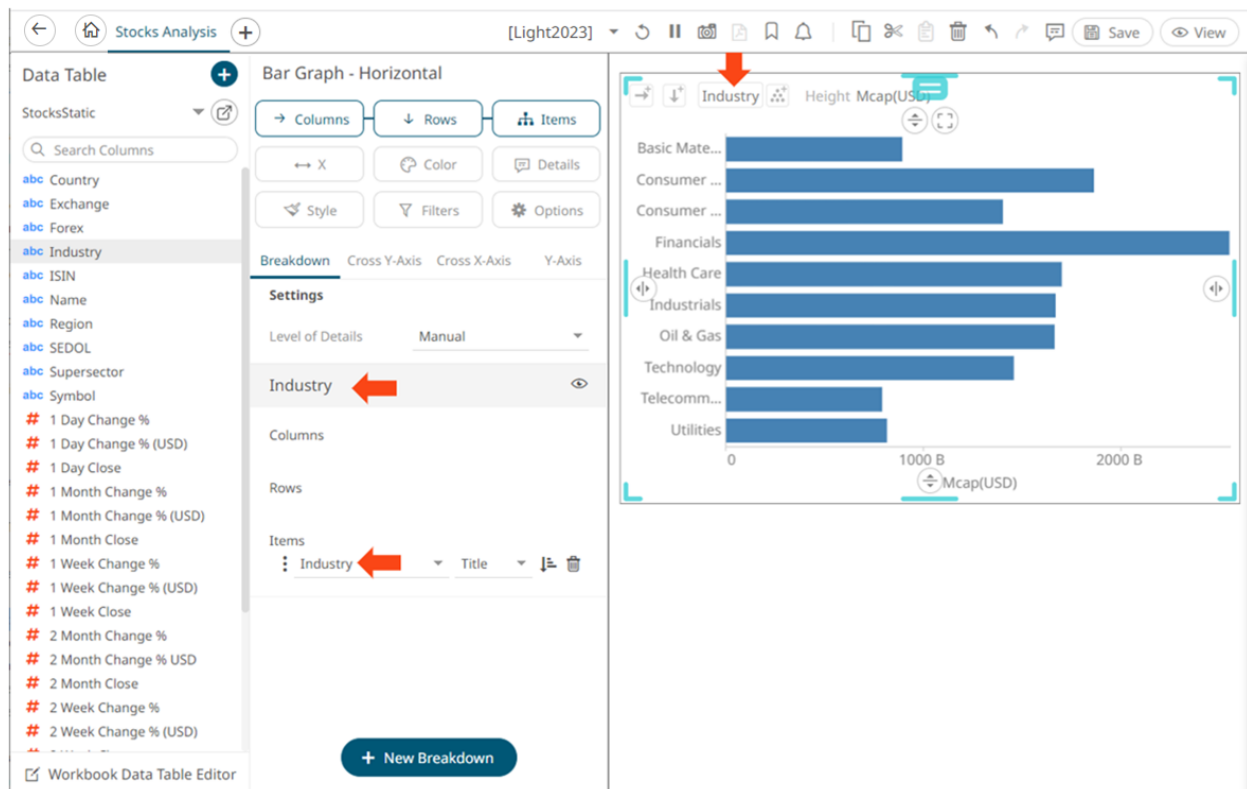 Stocks Analysis
[Light2023]
Save
View
Data Table
StocksStatic
Search Columns
abc Country
abc Exchange
abc Forex
abc Industry
abc ISIN
abc Name
abc Region
abc SEDOL
abc Supersector
abc Symbol
# 1 Day Change %
# 1 Day Change % (USD)
# 1 Day Close
# 1 Month Change %
# 1 Month Change % (USD)
# 1 Month Close
# 1 Week Change %
# 1 Week Change % (USD)
# 1 Week Close
# 2 Month Change %
# 2 Month Change % USD
# 2 Month Close
# 2 Week Change %
# 2 Week Change % (USD)
Workbook Data Table Editor
Bar Graph - Horizontal
Columns Rows Items
X Color Details
Style Filters Options
Breakdown Cross Y-Axis Cross X-Axis Y-Axis
Settings
Level of Details Manual
Industry
Columns
Rows
Items
Industry Title
+ New Breakdown
Industry Height Mcap(USD)
Basic Mate...
Consumer ...
Consumer ...
Financials
Health Care
Industrials
Oil & Gas
Technology
Telecomm...
Utilities
0 1000 B 2000 B
Mcap(USD)